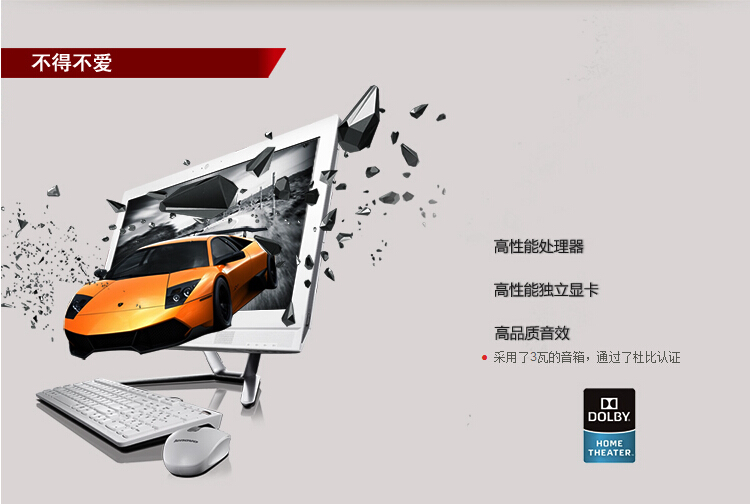 不得不爱
高性能处理器
高性能独立显卡
高品质音效
采用了3瓦的音箱，通过了杜比认证
DOLBY
HOME
THEATER